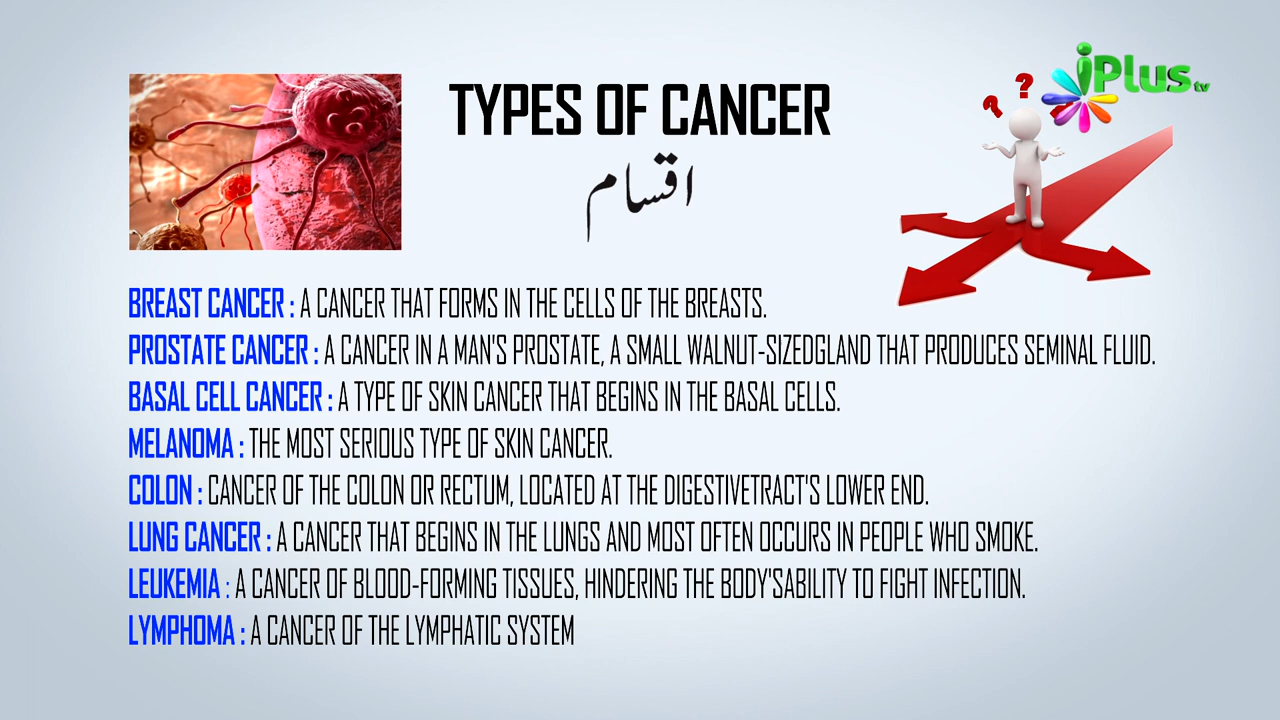 iPlus tv
TYPES OF CANCER
اقسام
BREAST CANCER : A CANCER THAT FORMS IN THE CELLS OF THE BREASTS.
PROSTATE CANCER : A CANCER IN A MAN'S PROSTATE, A SMALL WALNUT-SIZEDGLAND THAT PRODUCES SEMINAL FLUID.
BASAL CELL CANCER : A TYPE OF SKIN CANCER THAT BEGINS IN THE BASAL CELLS.
MELANOMA : THE MOST SERIOUS TYPE OF SKIN CANCER.
COLON : CANCER OF THE COLON OR RECTUM, LOCATED AT THE DIGESTIVETRACT'S LOWER END.
LUNG CANCER : A CANCER THAT BEGINS IN THE LUNGS AND MOST OFTEN OCCURS IN PEOPLE WHO SMOKE.
LEUKEMIA : A CANCER OF BLOOD-FORMING TISSUES, HINDERING THE BODY'SABILITY TO FIGHT INFECTION.
LYMPHOMA : A CANCER OF THE LYMPHATIC SYSTEM